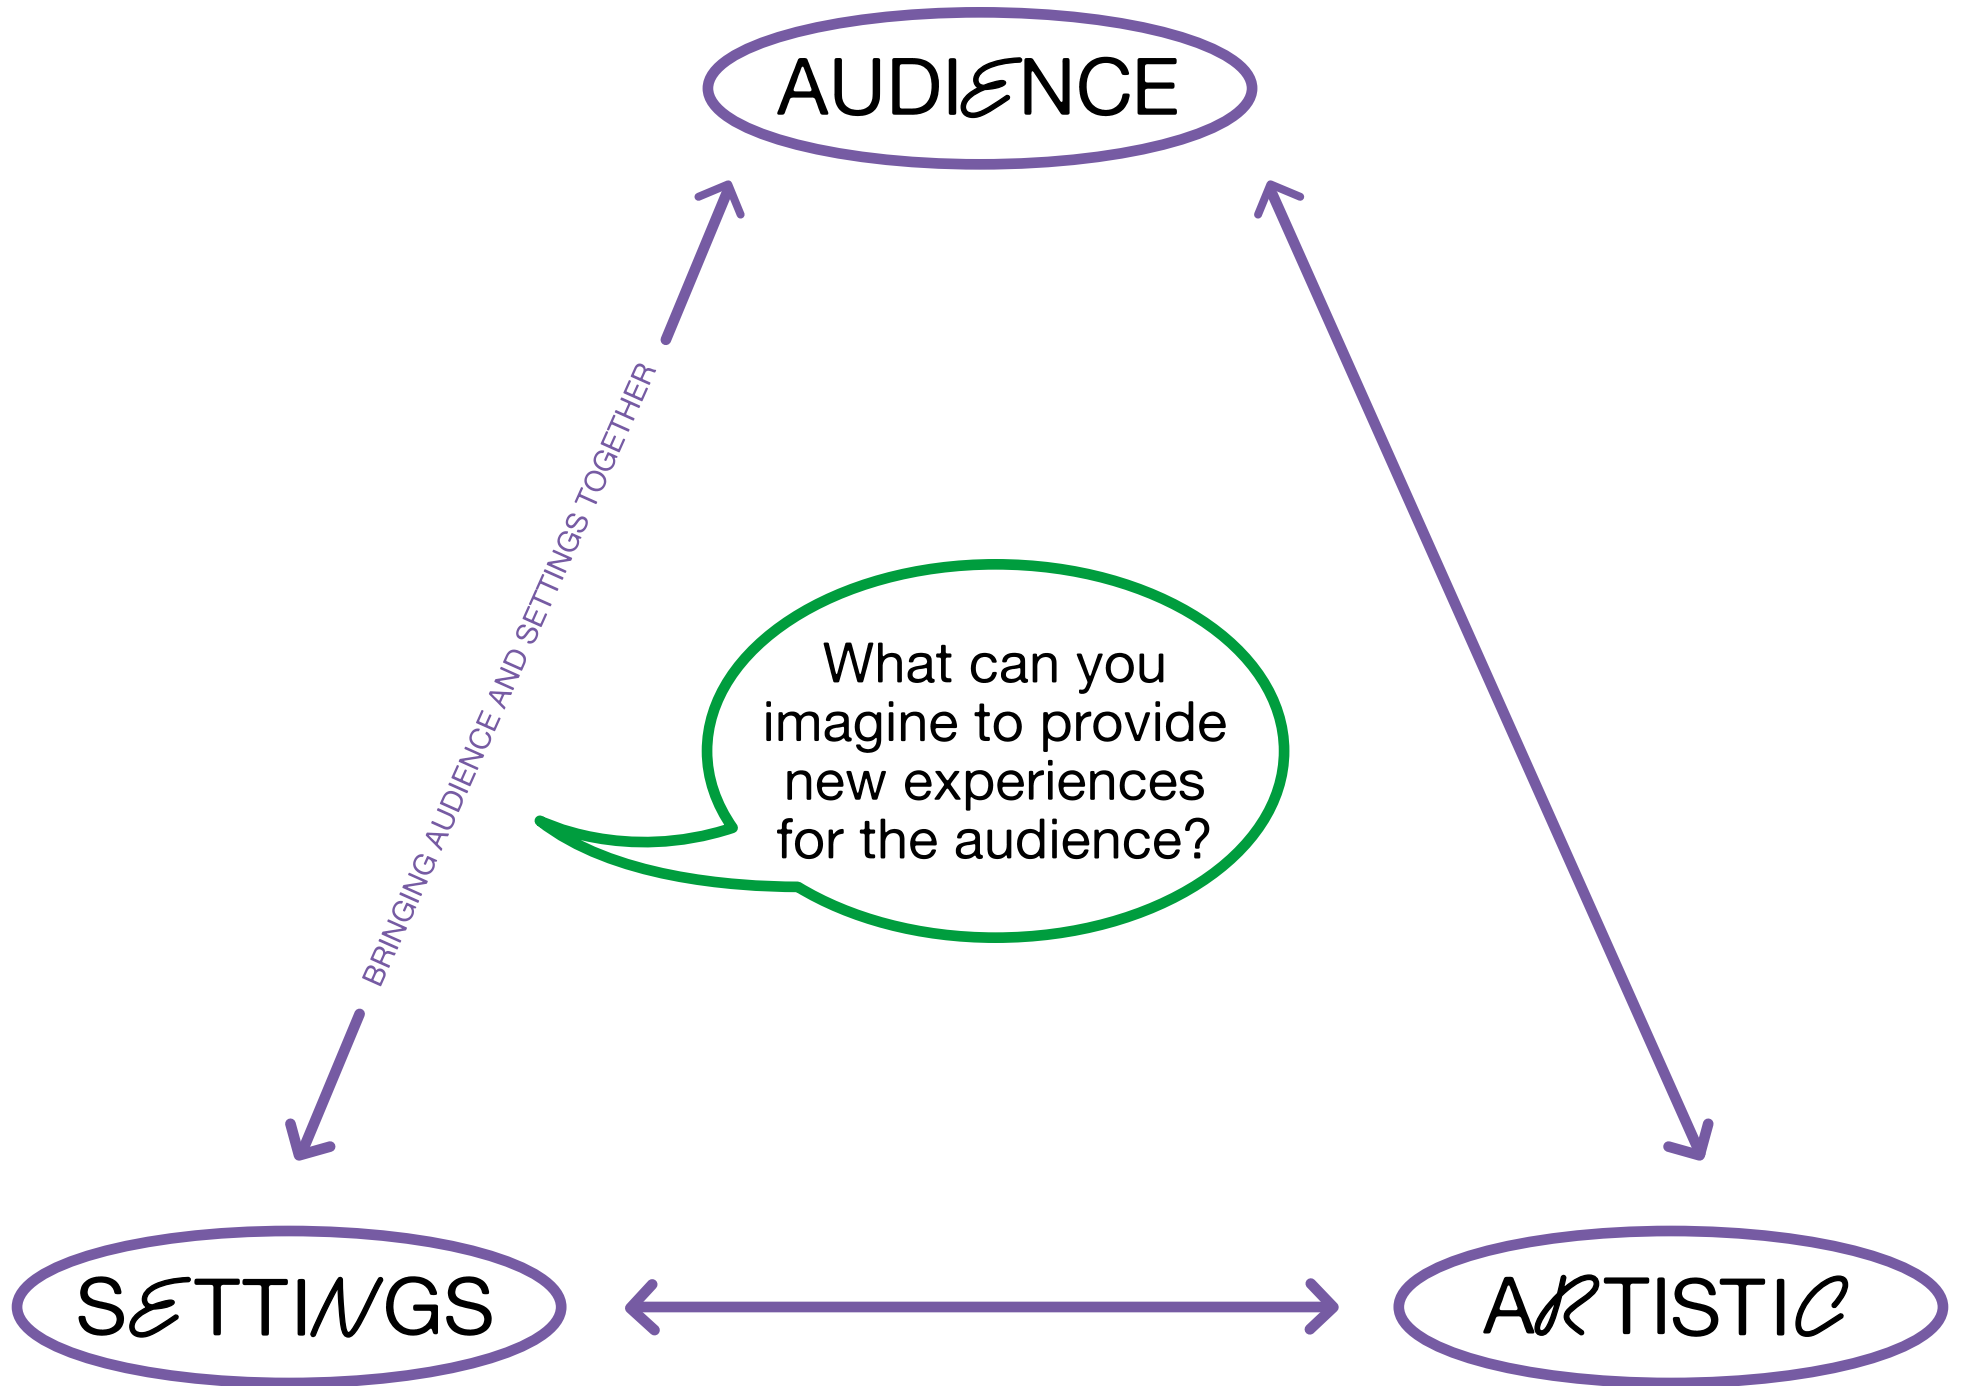 AUDIENCE
BRINGING AUDIENCE AND SETTINGS TOGETHER
What can you
imagine to provide
new experiences
for the audience?
SETTINGS
ARTISTIC